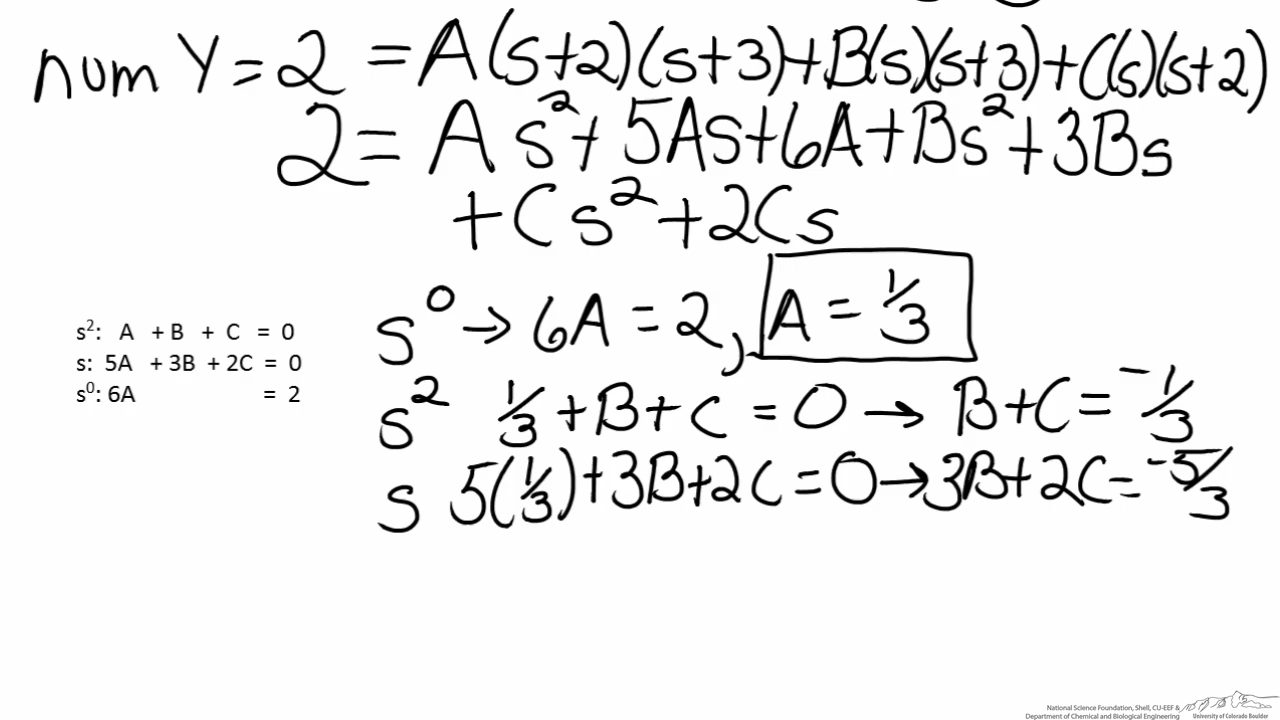 num Y = 2 = A(s+2)(s+3)+B(s)(s+3)+C(s)(s+2)
2 = As²+5As+6A+Bs²+3Bs
+Cs²+2Cs
s⁰ → 6A = 2, A = 1/3
s²: A + B + C = 0
s: 5A + 3B + 2C = 0
s⁰: 6A = 2
s² 1/3 + B + C = 0 → B+C = -1/3
s 5(1/3)+3B+2C = 0 → 3B+2C = -5/3
National Science Foundation, Shell, CU-EEF &
Department of Chemical and Biological Engineering
University of Colorado Boulder